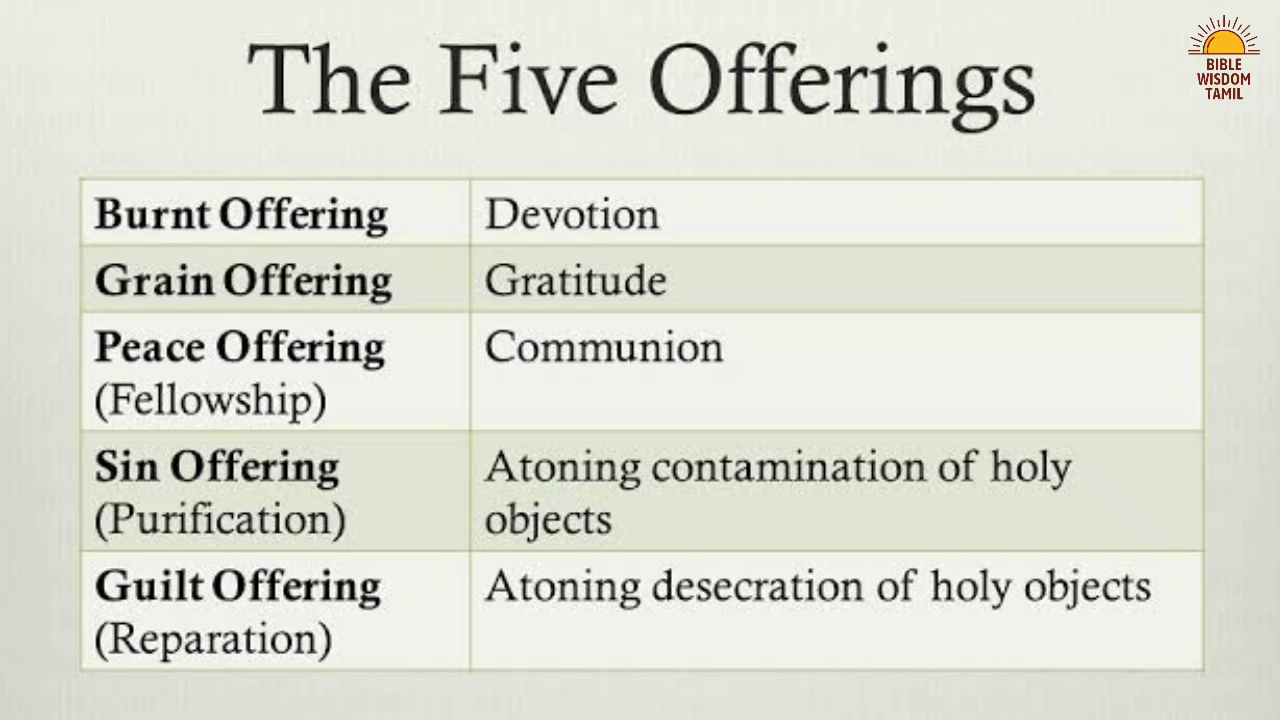 The Five Offerings
BIBLE
WISDOM
TAMIL
Burnt Offering Devotion
Grain Offering Gratitude
Peace Offering Communion
(Fellowship)
Sin Offering Atoning contamination of holy
(Purification) objects
Guilt Offering Atoning desecration of holy objects
(Reparation)